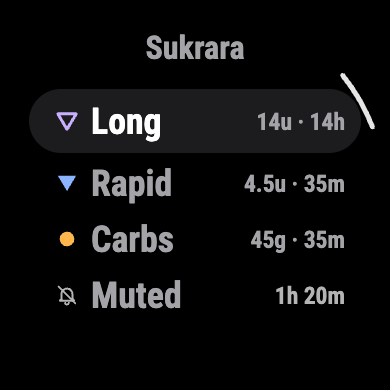 Sukrara
Long 14u · 14h
Rapid 4.5u · 35m
Carbs 45g · 35m
Muted 1h 20m